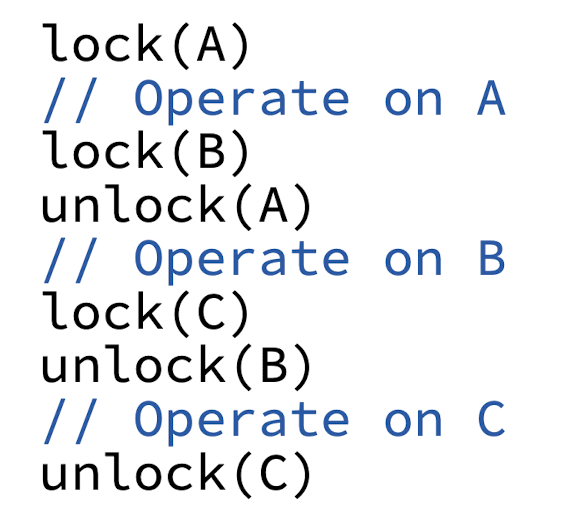 lock(A)
// Operate on A
lock(B)
unlock(A)
// Operate on B
lock(C)
unlock(B)
// Operate on C
unlock(C)